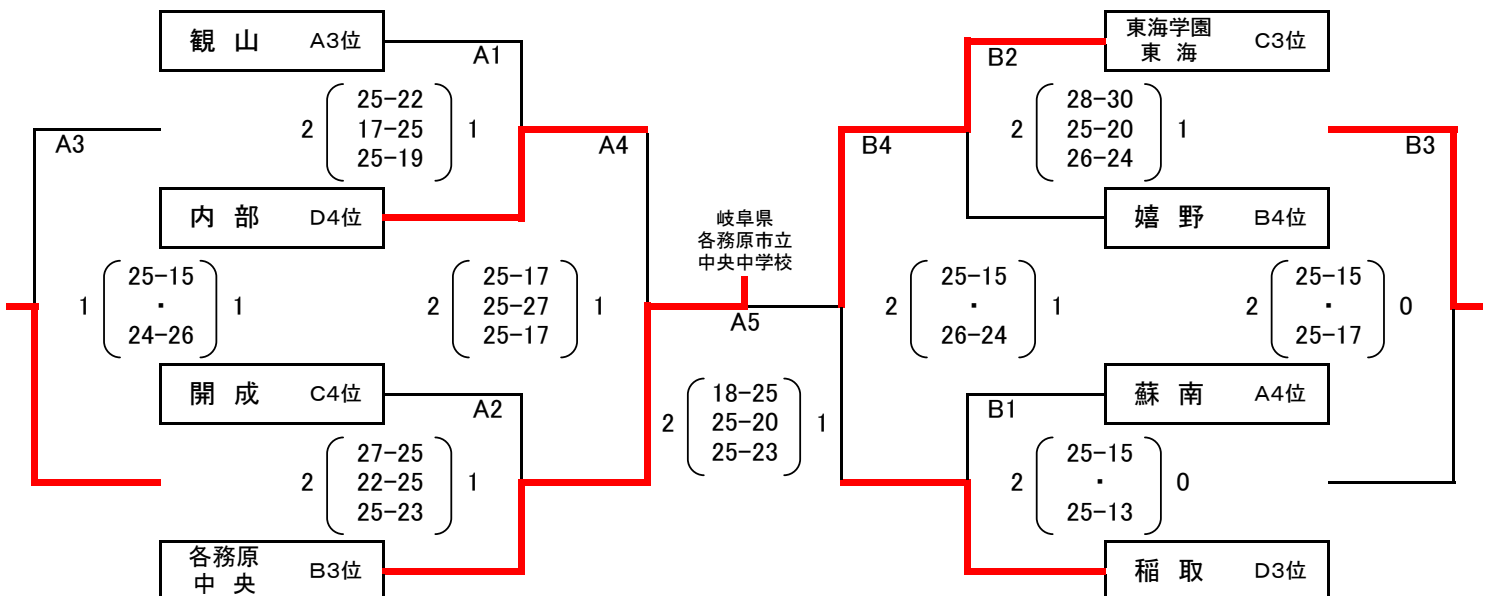 観 山 A3位
A1
25-22
2 17-25 1
25-19
A3
A4
内 部 D4位
25-15
1 ・ 1
24-26
25-17
2 25-27 1
25-17
開 成 C4位
A2
27-25
2 22-25 1
25-23
各務原
中 央 B3位
岐阜県
各務原市立
中央中学校
A5
18-25
2 25-20 1
25-23
東海学園
東 海 C3位
B2
28-30
2 25-20 1
26-24
B4
B3
嬉 野 B4位
25-15
2 ・ 1
26-24
25-15
2 ・ 0
25-17
蘇 南 A4位
B1
25-15
2 ・ 0
25-13
稲 取 D3位